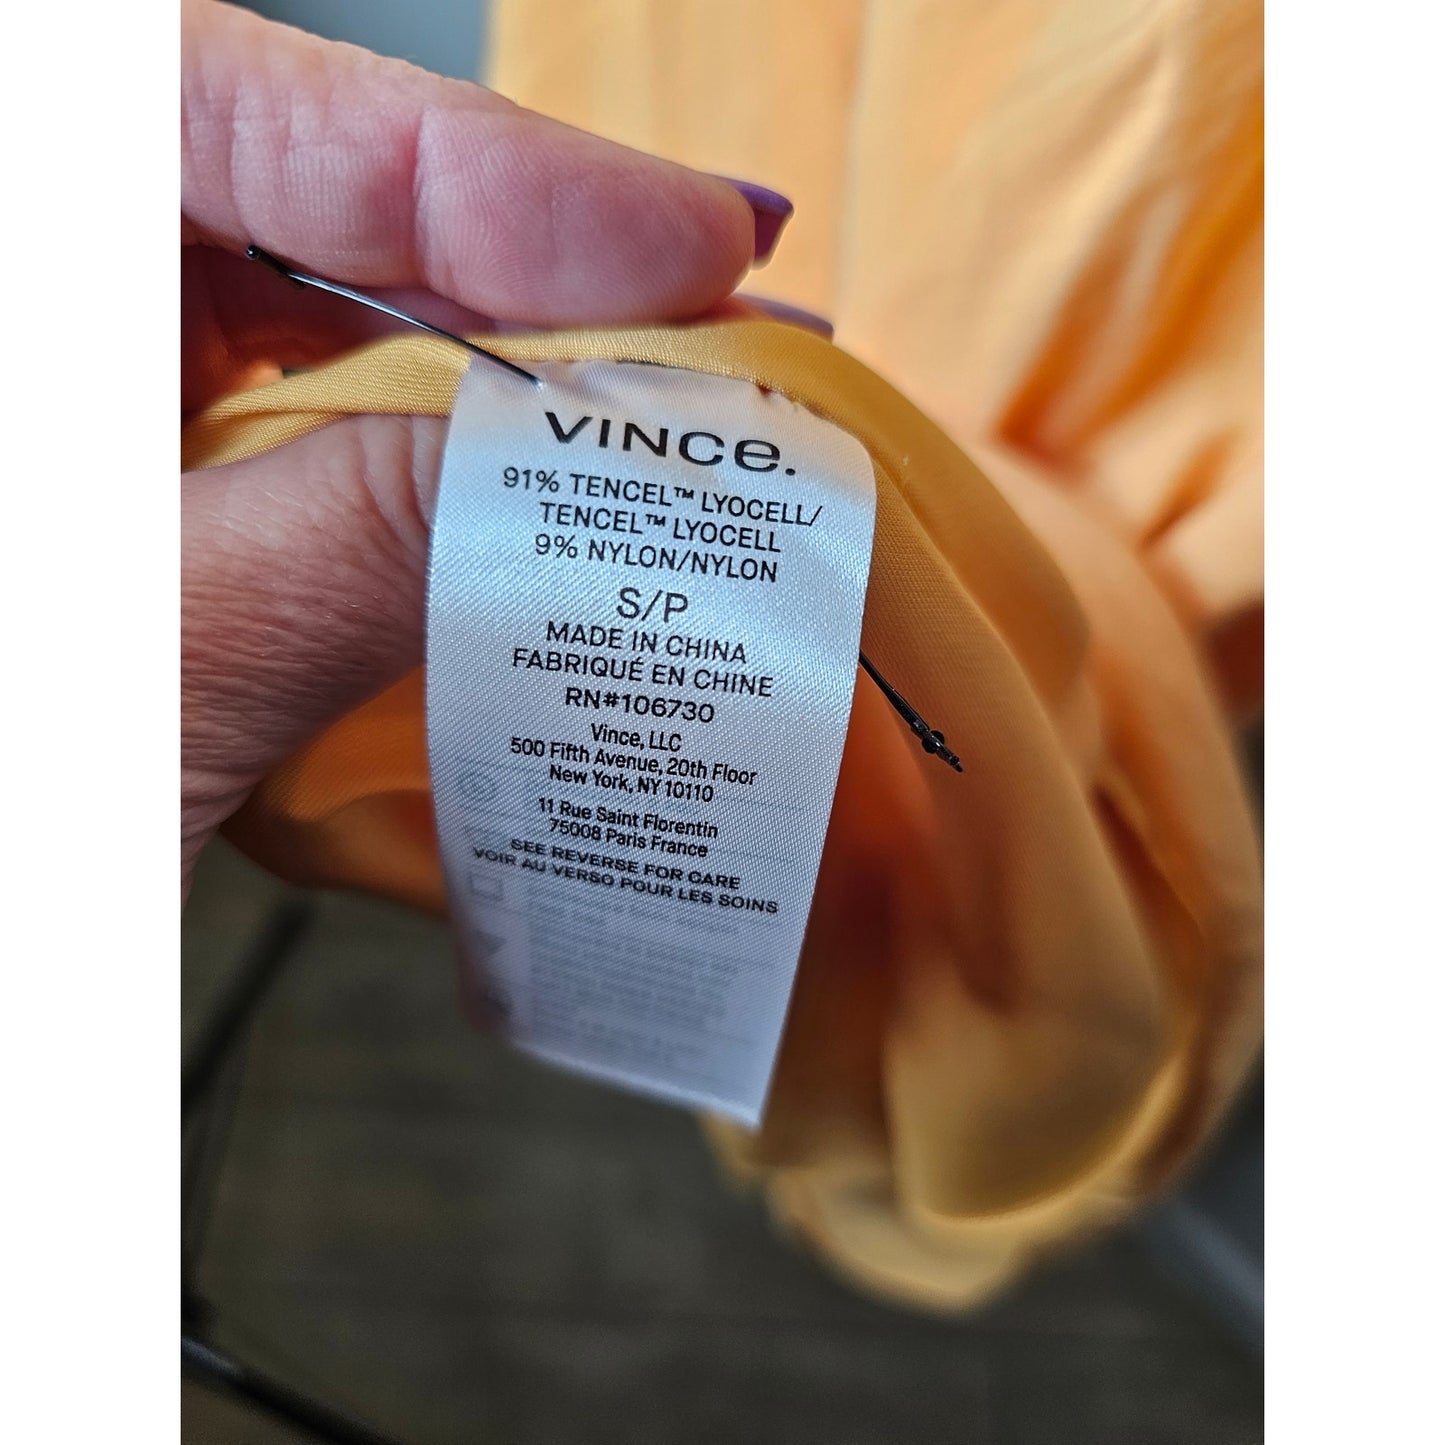 VINCE.
91% TENCEL™ LYOCELL/
TENCEL™ LYOCELL
9% NYLON/NYLON
S/P
MADE IN CHINA
FABRIQUÉ EN CHINE
RN#106730
Vince, LLC
500 Fifth Avenue, 20th Floor
New York, NY 10110
11 Rue Saint Florentin
75008 Paris France
SEE REVERSE FOR CARE
VOIR AU VERSO POUR LES SOINS